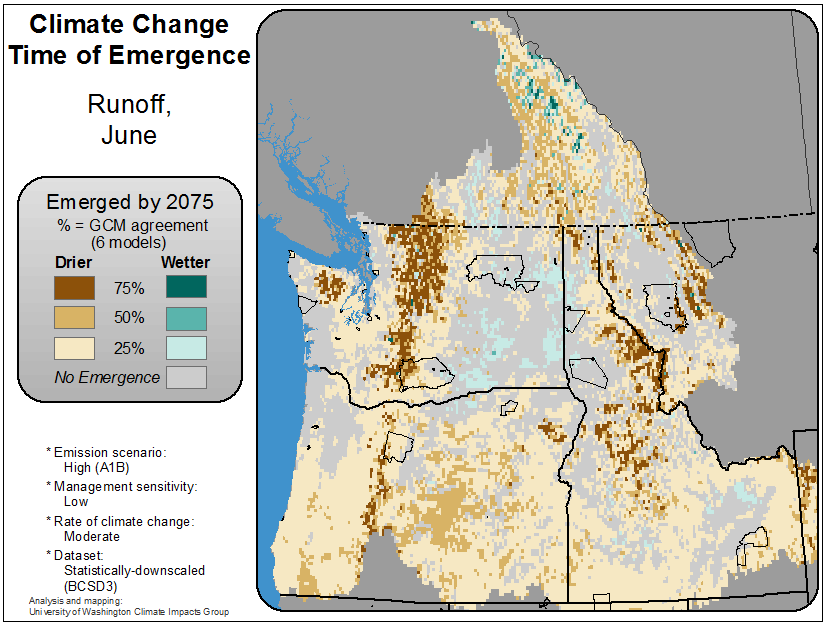 Climate Change
Time of Emergence
Runoff,
June
Emerged by 2075
% = GCM agreement
(6 models)
Drier Wetter
75%
50%
25%
No Emergence
* Emission scenario:
High (A1B)
* Management sensitivity:
Low
* Rate of climate change:
Moderate
* Dataset:
Statistically-downscaled
(BCSD3)
Analysis and mapping:
University of Washington Climate Impacts Group